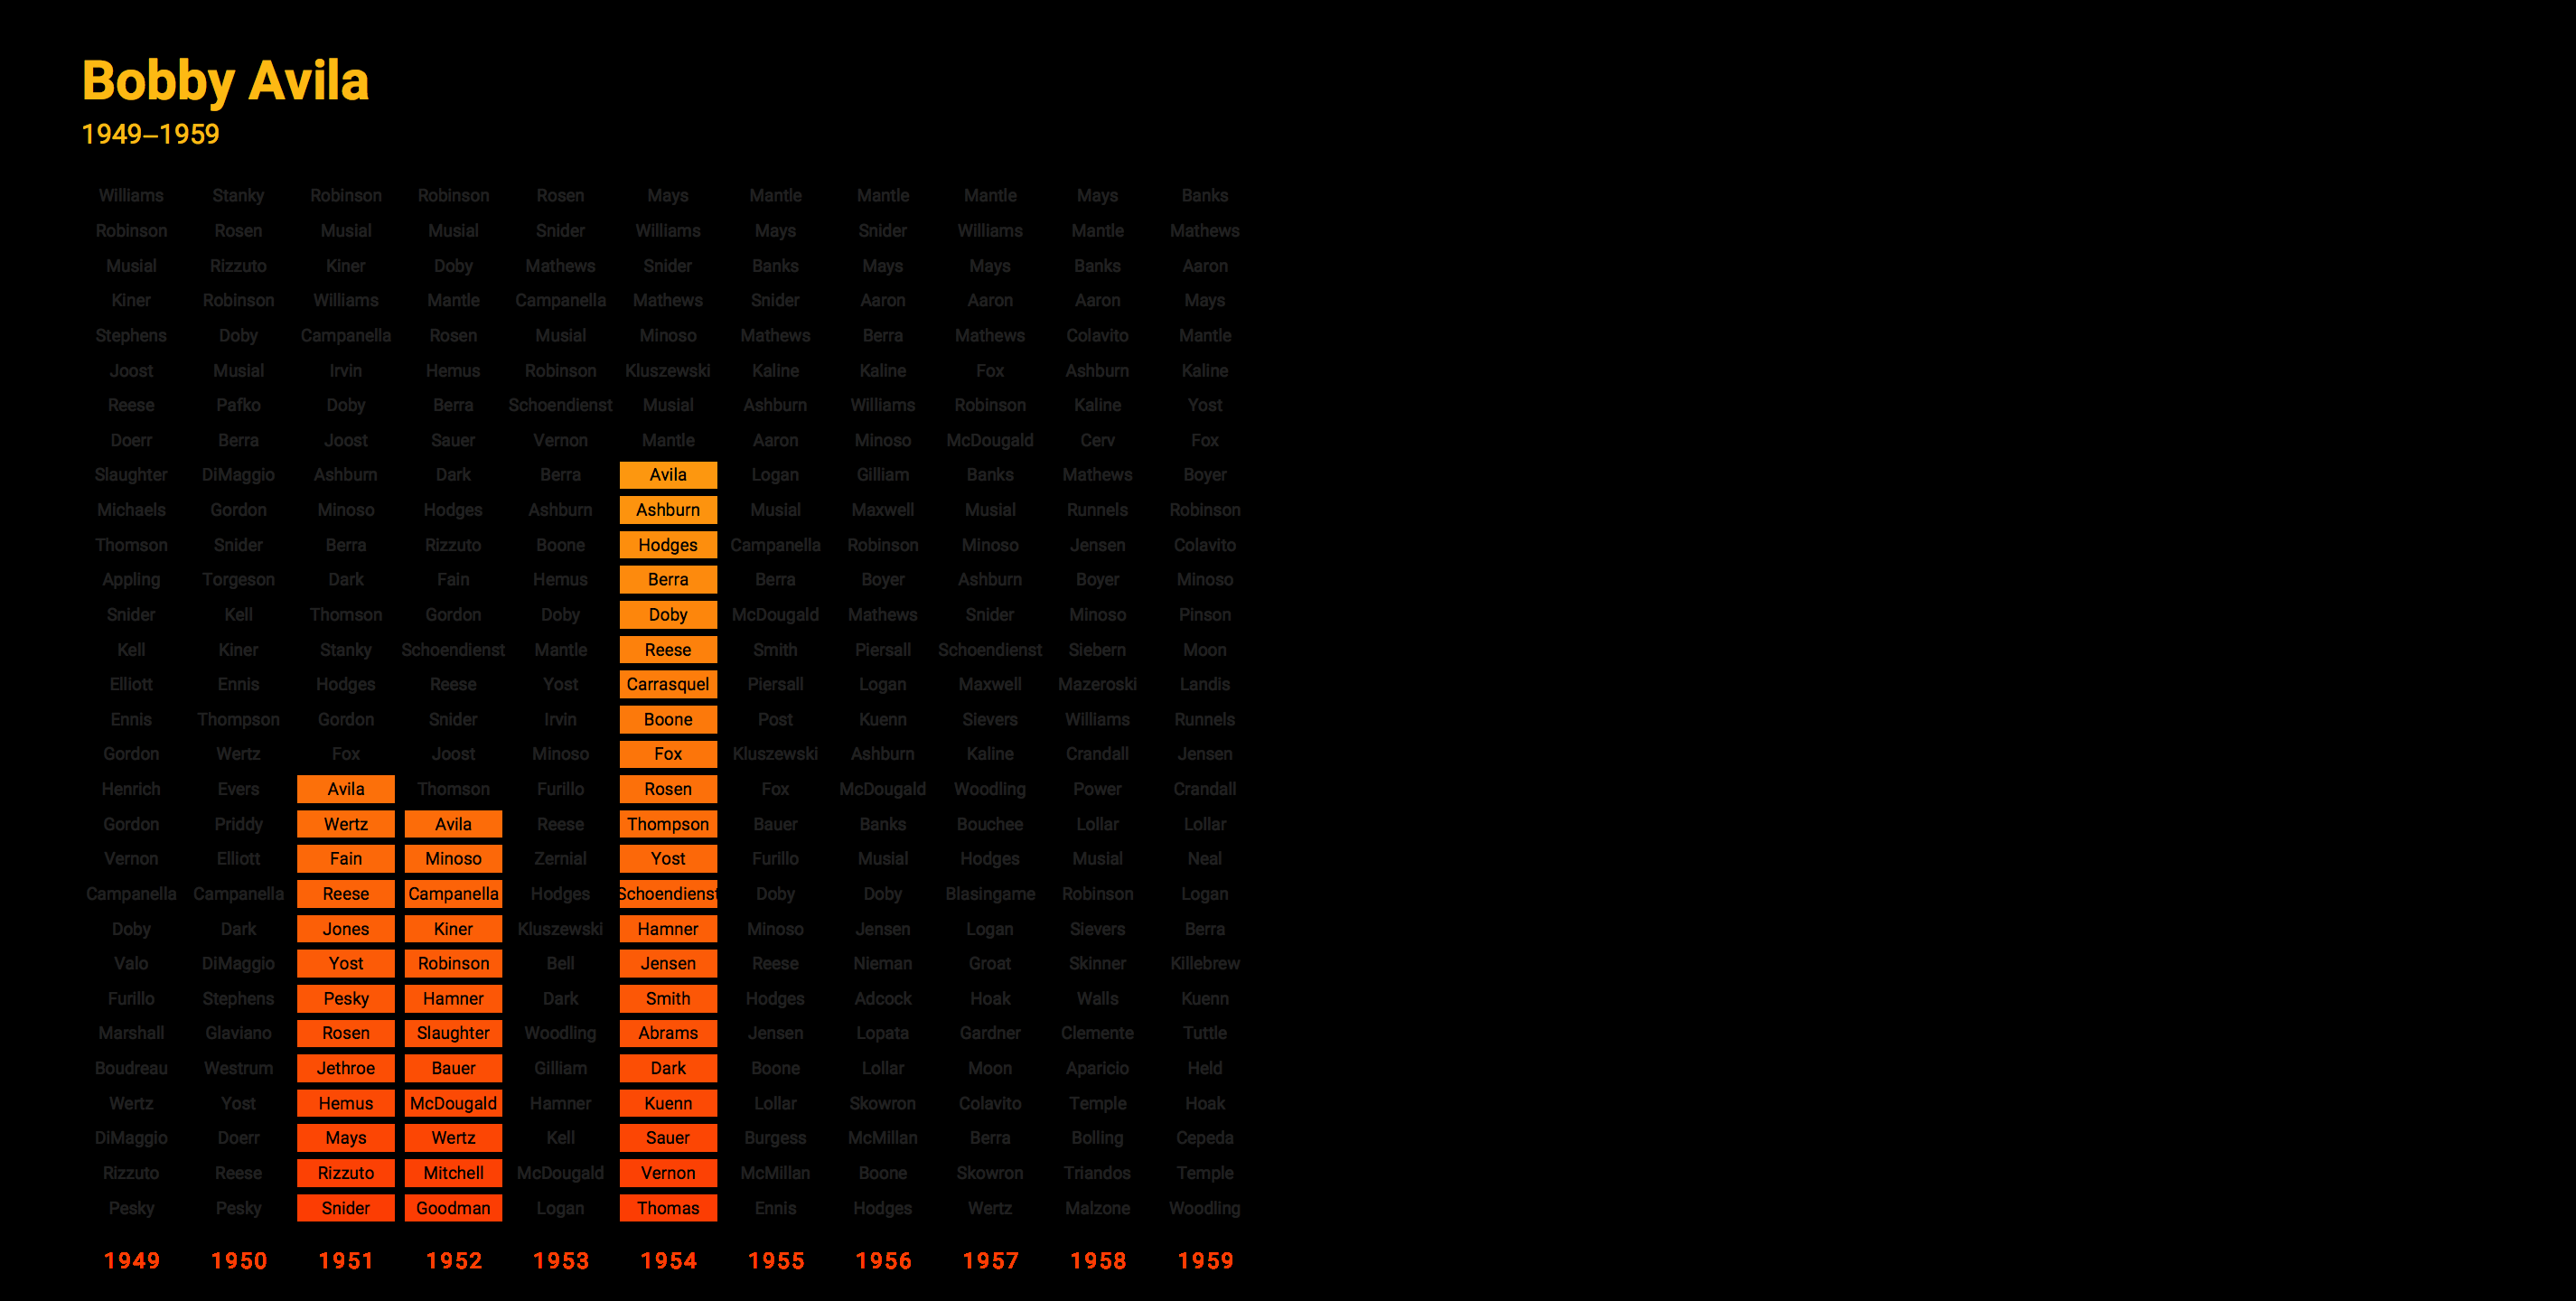 Bobby Avila
1949–1959
Williams Stanky Robinson Robinson Rosen Mays Mantle Mantle Mantle Mays Banks
Robinson Rosen Musial Musial Snider Williams Mays Snider Williams Mantle Mathews
Musial Rizzuto Kiner Doby Mathews Snider Banks Mays Mays Banks Aaron
Kiner Robinson Williams Mantle Campanella Mathews Snider Aaron Aaron Aaron Mays
Stephens Doby Campanella Rosen Musial Minoso Mathews Berra Mathews Colavito Mantle
Joost Musial Irvin Hemus Robinson Kluszewski Kaline Kaline Fox Ashburn Kaline
Reese Pafko Doby Berra Schoendienst Musial Ashburn Williams Robinson Kaline Yost
Doerr Berra Joost Sauer Vernon Mantle Aaron Minoso McDougald Cerv Fox
Slaughter DiMaggio Ashburn Dark Berra Avila Logan Gilliam Banks Mathews Boyer
Michaels Gordon Minoso Hodges Ashburn Ashburn Musial Maxwell Musial Runnels Robinson
Thomson Snider Berra Rizzuto Boone Hodges Campanella Robinson Minoso Jensen Colavito
Appling Torgeson Dark Fain Hemus Berra Berra Boyer Ashburn Boyer Minoso
Snider Kell Thomson Gordon Doby Doby McDougald Mathews Snider Minoso Pinson
Kell Kiner Stanky Schoendienst Mantle Reese Smith Piersall Schoendienst Siebern Moon
Elliott Ennis Hodges Reese Yost Carrasquel Piersall Logan Maxwell Mazeroski Landis
Ennis Thompson Gordon Snider Irvin Boone Post Kuenn Sievers Williams Runnels
Gordon Wertz Fox Joost Minoso Fox Kluszewski Ashburn Kaline Crandall Jensen
Henrich Evers Avila Thomson Furillo Rosen Fox McDougald Woodling Power Crandall
Gordon Priddy Wertz Avila Reese Thompson Bauer Banks Bouchee Lollar Lollar
Vernon Elliott Fain Minoso Zernial Yost Furillo Musial Hodges Musial Neal
Campanella Campanella Reese Campanella Hodges Schoendienst Doby Doby Blasingame Robinson Logan
Doby Dark Jones Kiner Kluszewski Hamner Minoso Jensen Logan Sievers Berra
Valo DiMaggio Yost Robinson Bell Jensen Reese Nieman Groat Skinner Killebrew
Furillo Stephens Pesky Hamner Dark Smith Hodges Adcock Hoak Walls Kuenn
Marshall Glaviano Rosen Slaughter Woodling Abrams Jensen Lopata Gardner Clemente Tuttle
Boudreau Westrum Jethroe Bauer Gilliam Dark Boone Lollar Moon Aparicio Held
Wertz Yost Hemus McDougald Hamner Kuenn Lollar Skowron Colavito Temple Hoak
DiMaggio Doerr Mays Wertz Kell Sauer Burgess McMillan Berra Bolling Cepeda
Rizzuto Reese Rizzuto Mitchell McDougald Vernon McMillan Boone Skowron Triandos Temple
Pesky Pesky Snider Goodman Logan Thomas Ennis Hodges Wertz Malzone Woodling
1949 1950 1951 1952 1953 1954 1955 1956 1957 1958 1959